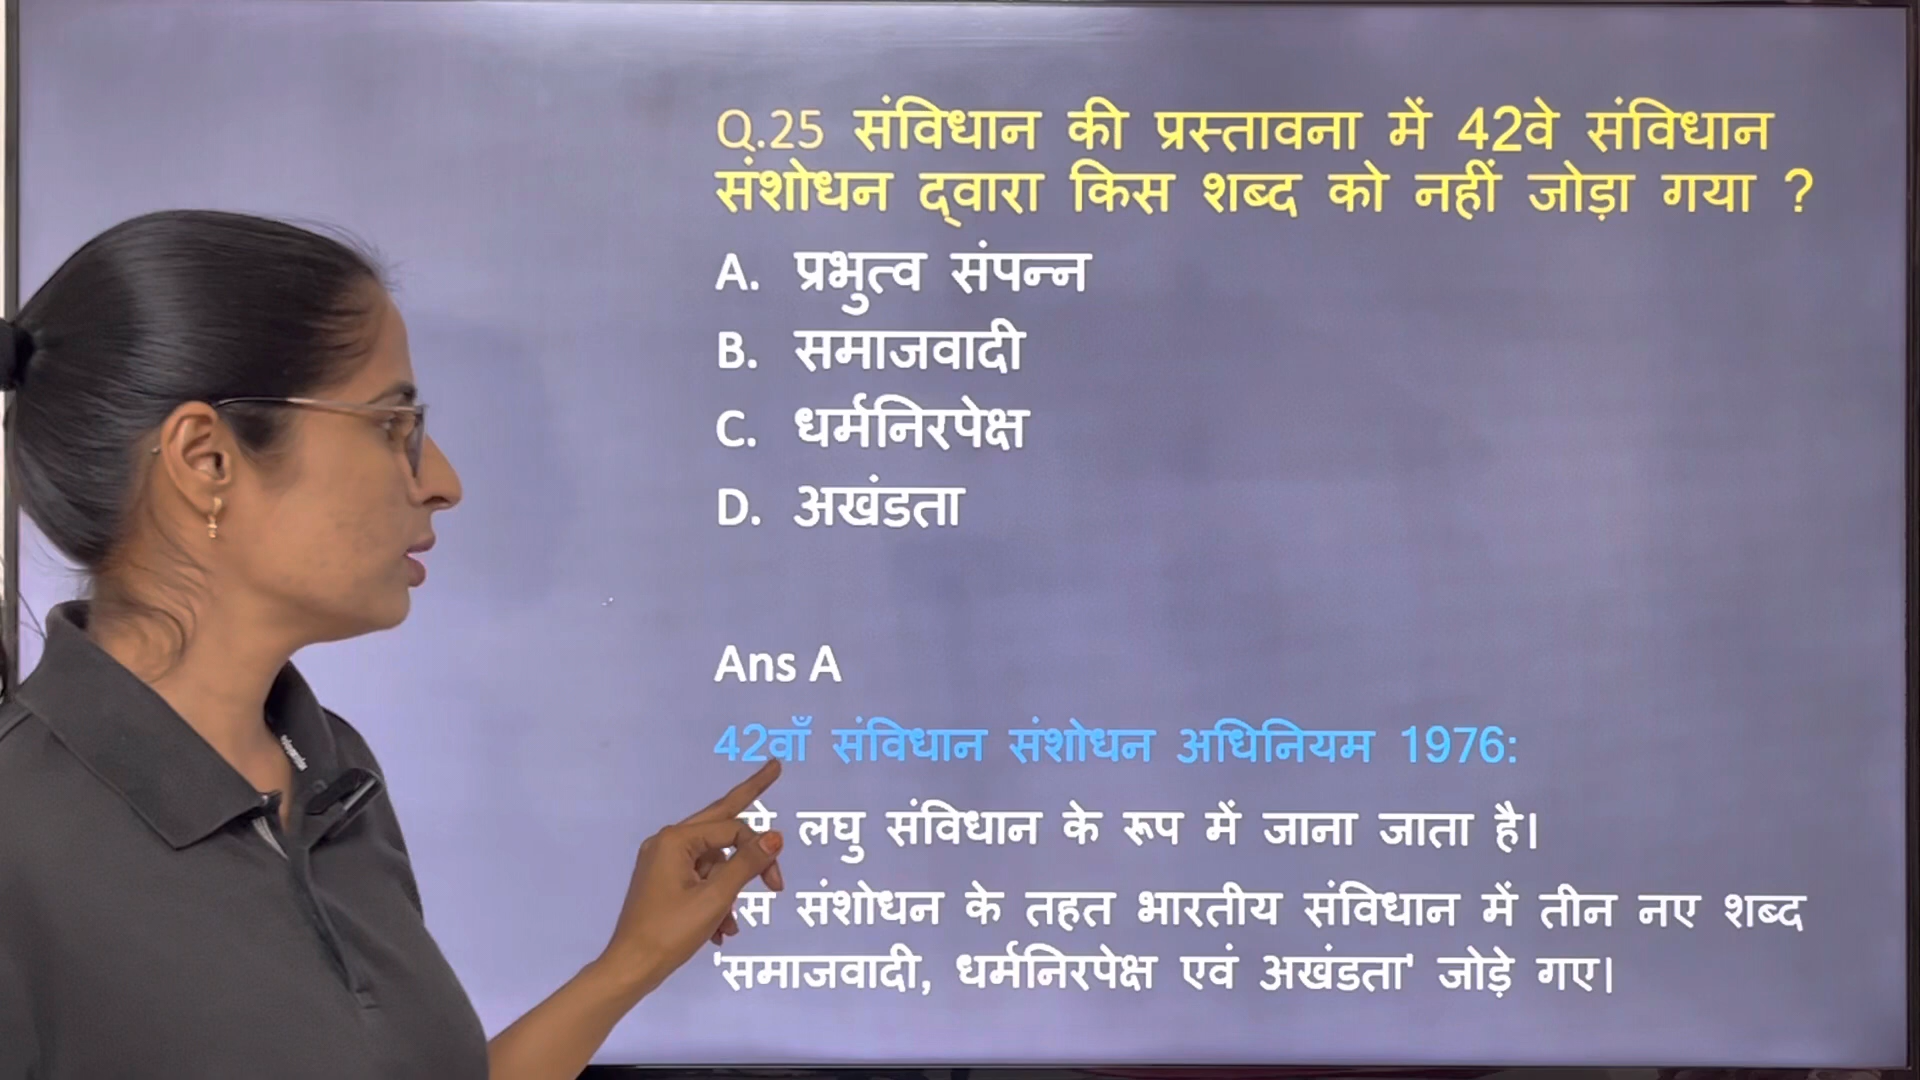 Q.25 संविधान की प्रस्तावना में 42वे संविधान
संशोधन द्वारा किस शब्द को नहीं जोड़ा गया ?
A. प्रभुत्व संपन्न
B. समाजवादी
C. धर्मनिरपेक्ष
D. अखंडता
Ans A
42वाँ संविधान संशोधन अधिनियम 1976:
लघु संविधान के रूप में जाना जाता है।
संशोधन के तहत भारतीय संविधान में तीन नए शब्द
'समाजवादी, धर्मनिरपेक्ष एवं अखंडता' जोड़े गए।